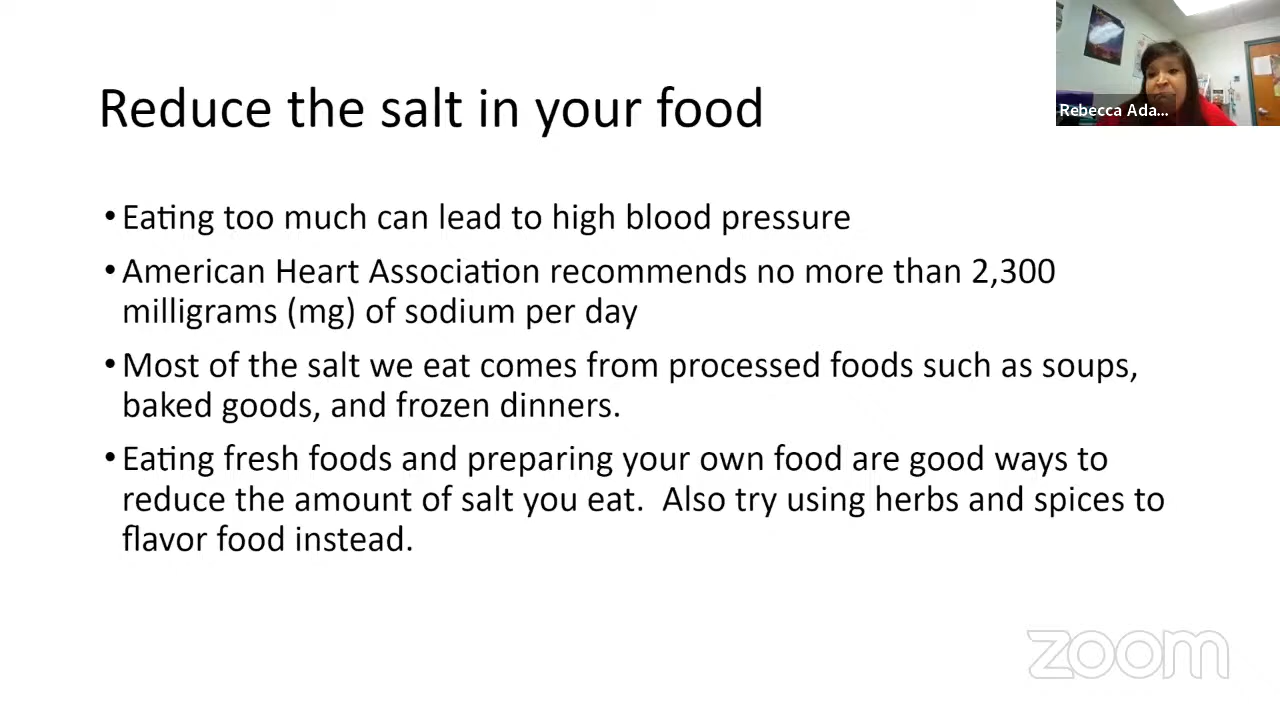 Reduce the salt in your food
Rebecca Ada...
• Eating too much can lead to high blood pressure
• American Heart Association recommends no more than 2,300
milligrams (mg) of sodium per day
• Most of the salt we eat comes from processed foods such as soups,
baked goods, and frozen dinners.
• Eating fresh foods and preparing your own food are good ways to
reduce the amount of salt you eat.  Also try using herbs and spices to
flavor food instead.
zoom